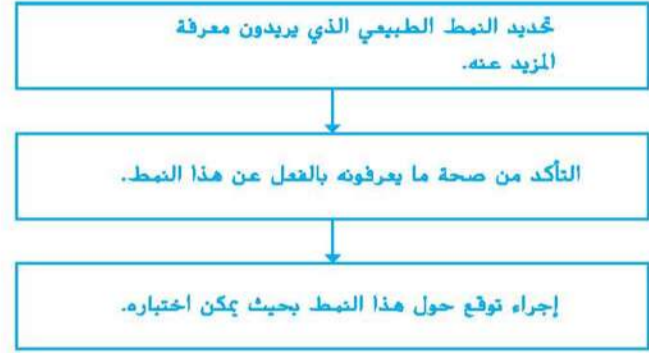 تحديد النمط الطبيعي الذي يريدون معرفة
المزيد عنه.
التأكد من صحة ما يعرفونه بالفعل عن هذا النمط.
إجراء توقع حول هذا النمط بحيث يمكن اختباره.